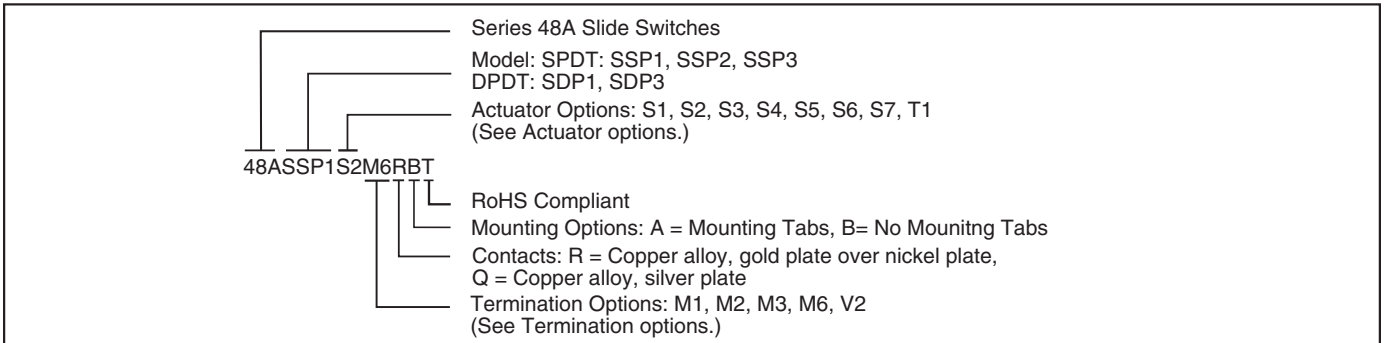 Series 48A Slide Switches
Model: SPDT: SSP1, SSP2, SSP3
DPDT: SDP1, SDP3
Actuator Options: S1, S2, S3, S4, S5, S6, S7, T1
(See Actuator options.)
48ASSP1S2M6RBT
RoHS Compliant
Mounting Options: A = Mounting Tabs, B= No Mounitng Tabs
Contacts: R = Copper alloy, gold plate over nickel plate,
Q = Copper alloy, silver plate
Termination Options: M1, M2, M3, M6, V2
(See Termination options.)